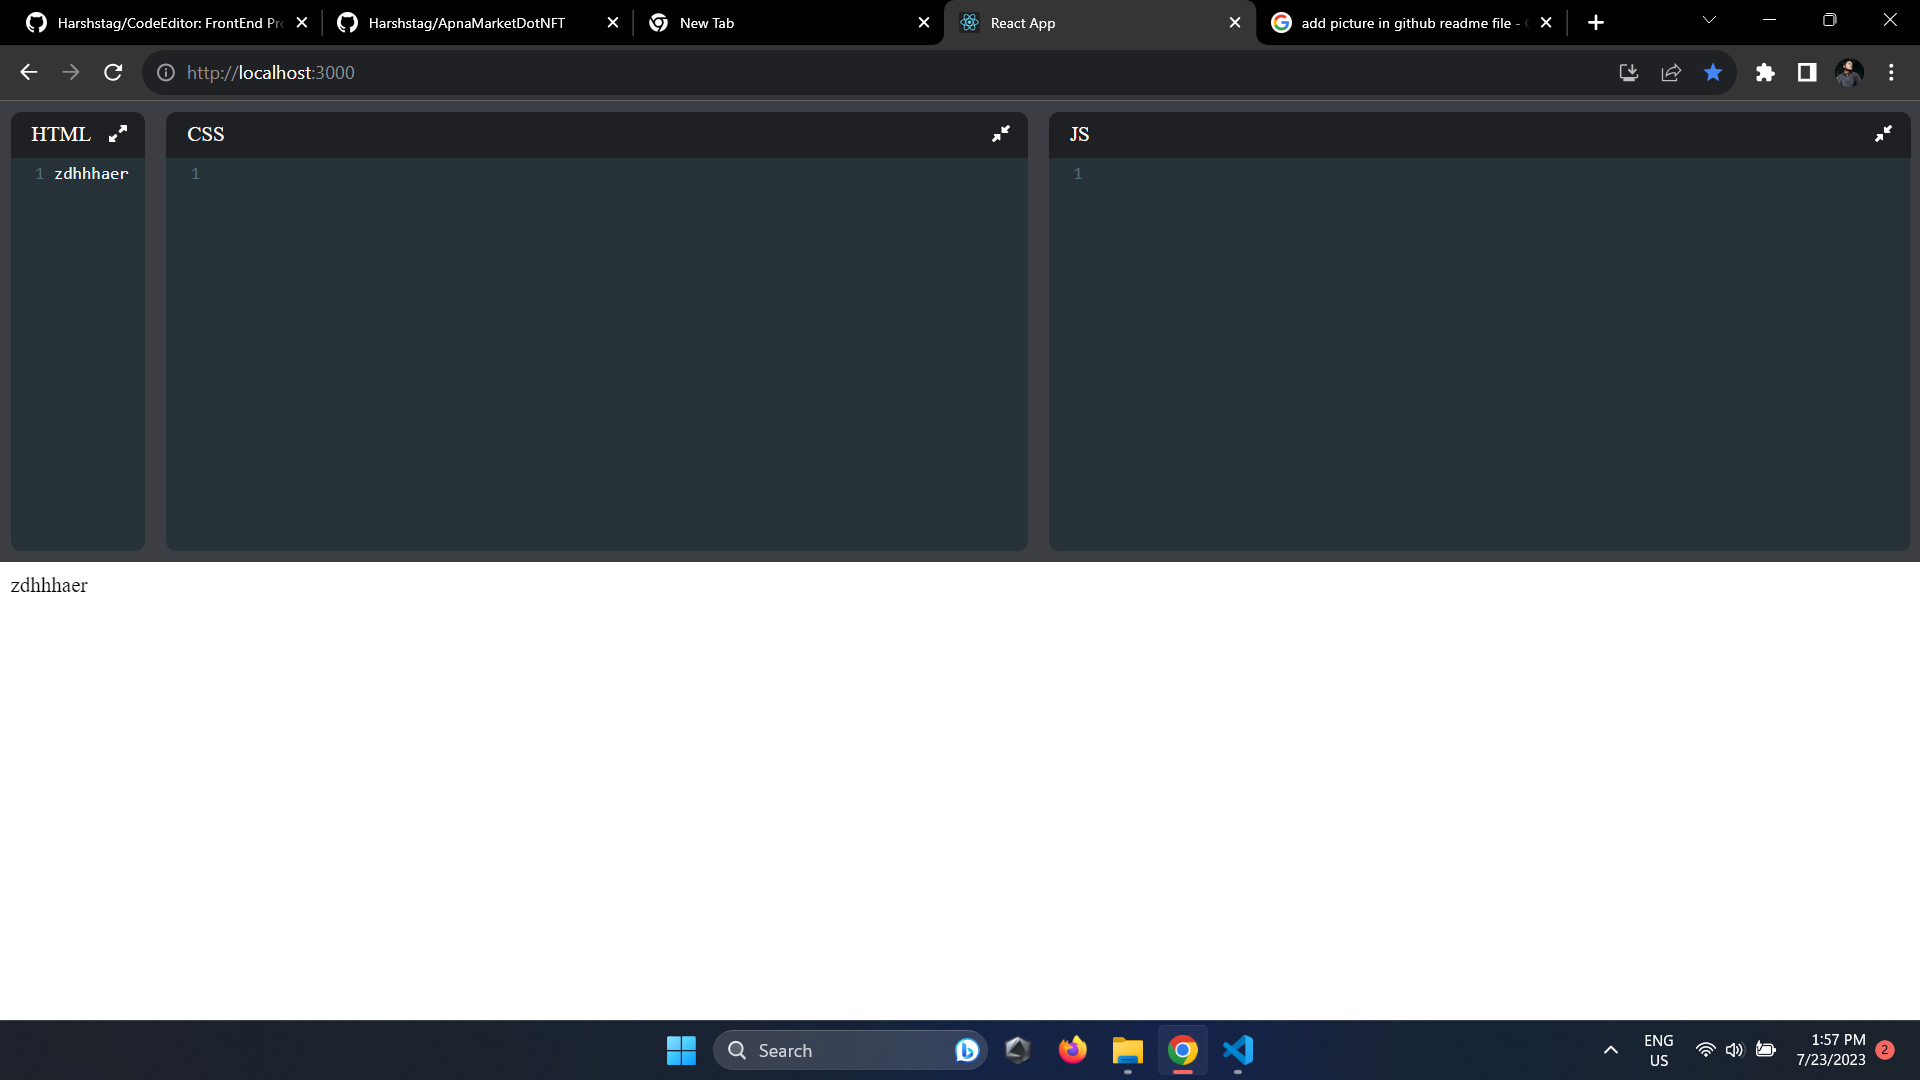 Harshstag/CodeEditor: FrontEnd Pr
Harshstag/ApnaMarketDotNFT
New Tab
React App
add picture in github readme file -
http://localhost:3000
HTML
CSS
JS
1 zdhhhaer
1
1
zdhhhaer
Search
ENG
US
1:57 PM
7/23/2023
2